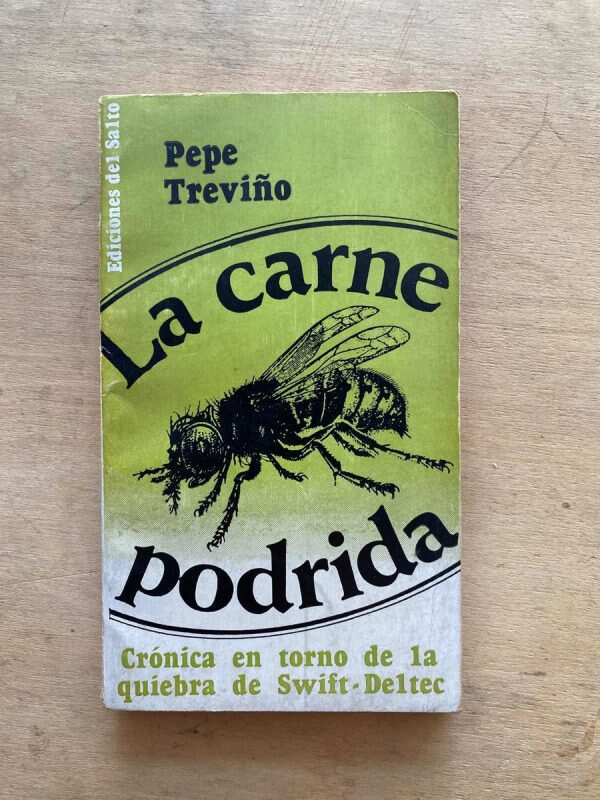 Ediciones del Salto
Pepe
Treviño
La carne
podrida
Crónica en torno de la
quiebra de Swift-Deltec